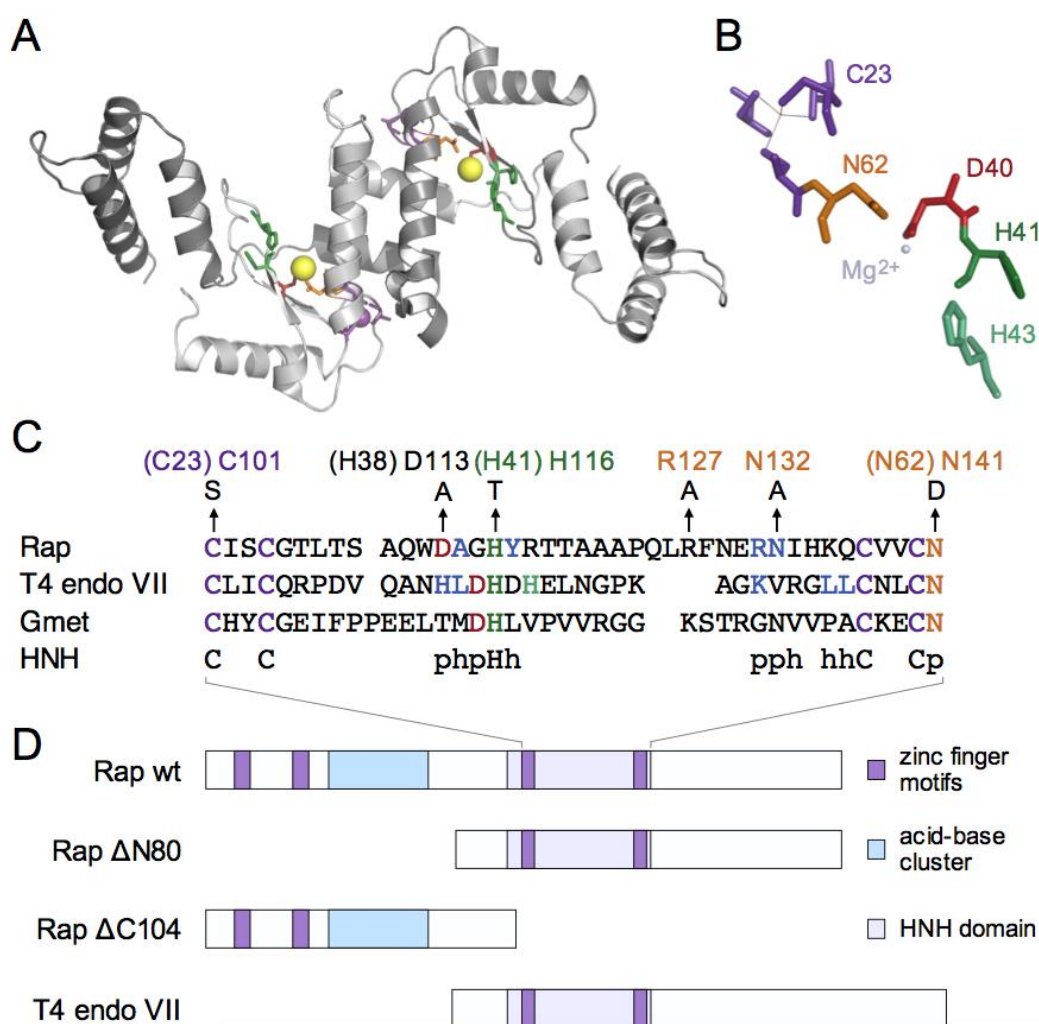 A
B
C23
N62
D40
H41
Mg2+
H43
C
(C23) C101 (H38) D113 (H41) H116 R127 N132 (N62) N141
S A T A A D
Rap CISCGTLTS AQWDAGHYRTTAAAPQLRFNERNIHKQCVVCN
T4 endo VII CLICQRPDV QANHLDHDHELNGPK AGKVRGLLCNLCN
Gmet CHYCGEIFPPEELTMDHLVPVVRGG KSTRGNVVPACKECN
HNH C C phpHh pph hhC Cp
D
Rap wt
zinc finger
motifs
Rap ΔN80
acid-base
cluster
Rap ΔC104
HNH domain
T4 endo VII